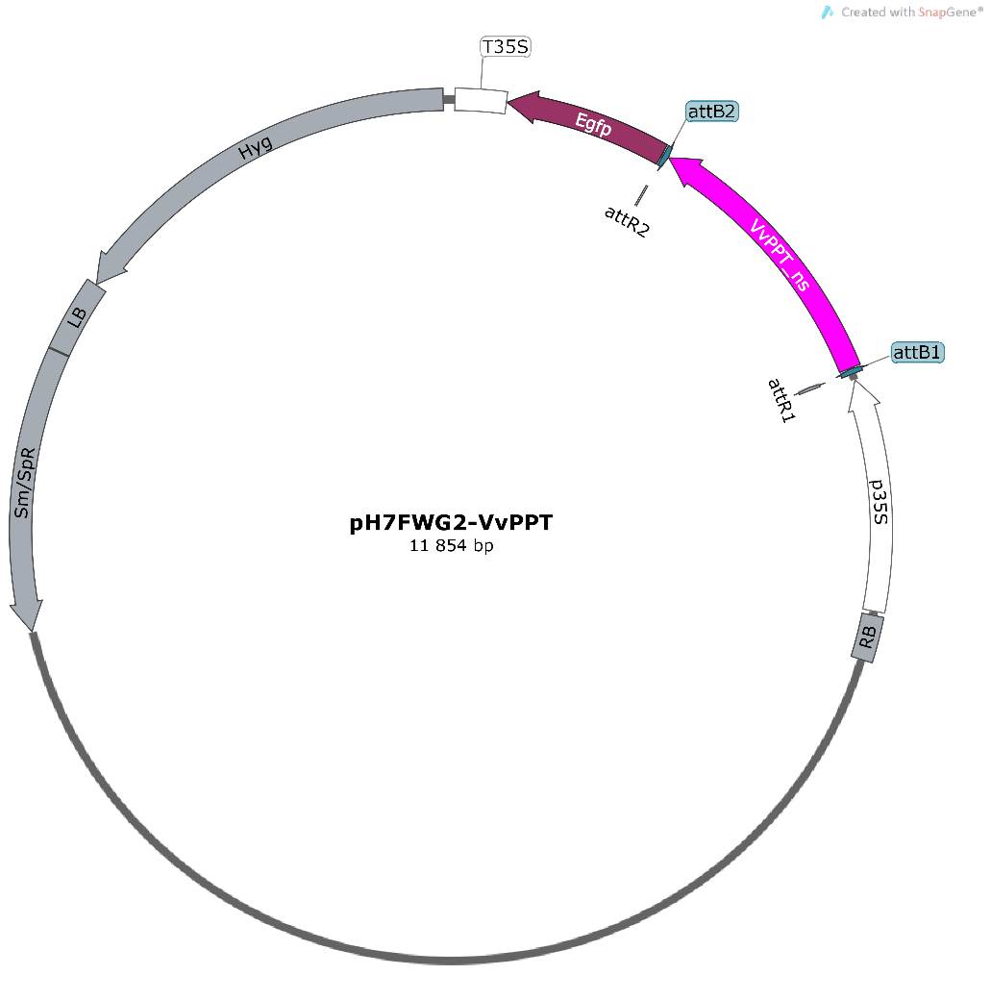 Created with SnapGene®
T35S
Egfp
attB2
Hyg
attR2
VvPPT_ns
LB
attB1
attR1
Sm/SpR
p35S
pH7FWG2-VvPPT
11 854 bp
RB